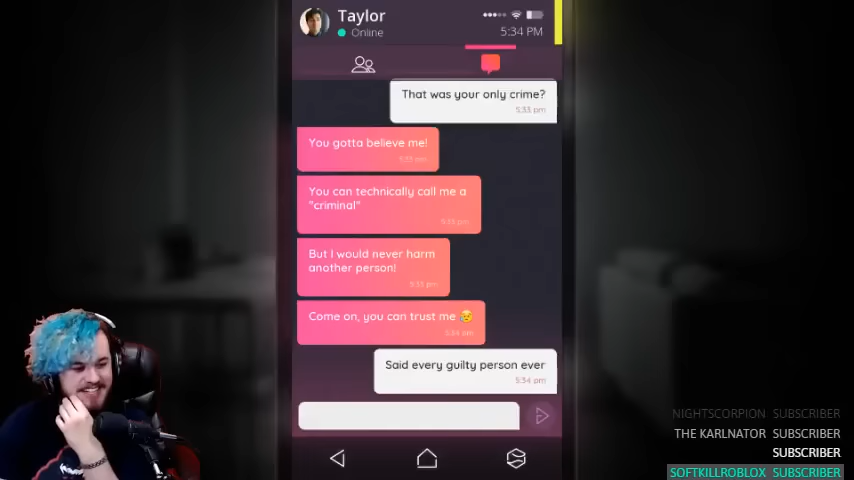 Taylor
Online
5:34 PM
That was your only crime?
5:33 pm
You gotta believe me!
5:33 pm
You can technically call me a
"criminal"
5:33 pm
But I would never harm
another person!
5:33 pm
Come on, you can trust me 😥
5:34 pm
Said every guilty person ever
5:34 pm
NIGHTSCORPION SUBSCRIBER
THE KARLNATOR SUBSCRIBER
SUBSCRIBER
SOFTKILLROBLOX SUBSCRIBER